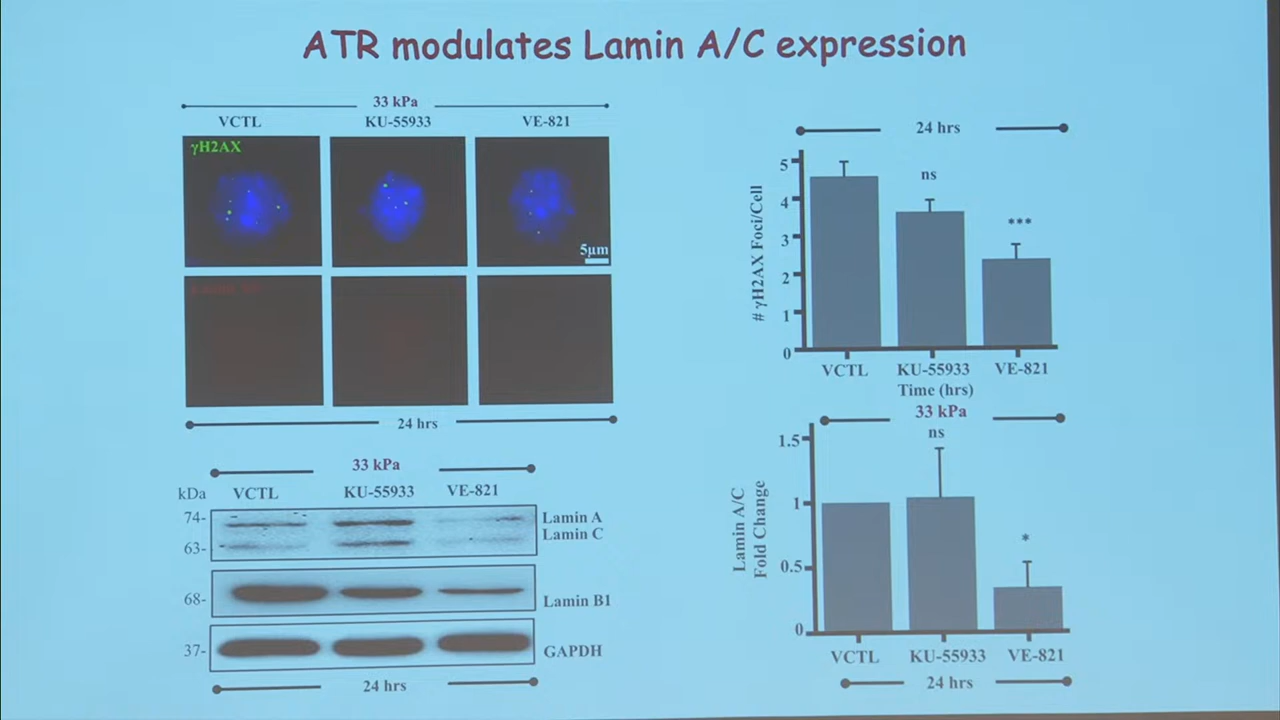 ATR modulates Lamin A/C expression
33 kPa
VCTL KU-55933 VE-821
γH2AX
5µm
24 hrs
33 kPa
kDa VCTL KU-55933 VE-821
74- Lamin A
Lamin C
63-
68- Lamin B1
37- GAPDH
24 hrs
24 hrs
# γH2AX Foci/Cell
5
4
3
2
1
0
ns
***
VCTL KU-55933 VE-821
Time (hrs)
33 kPa
Lamin A/C
Fold Change
1.5
1
0.5
0
ns
*
VCTL KU-55933 VE-821
24 hrs